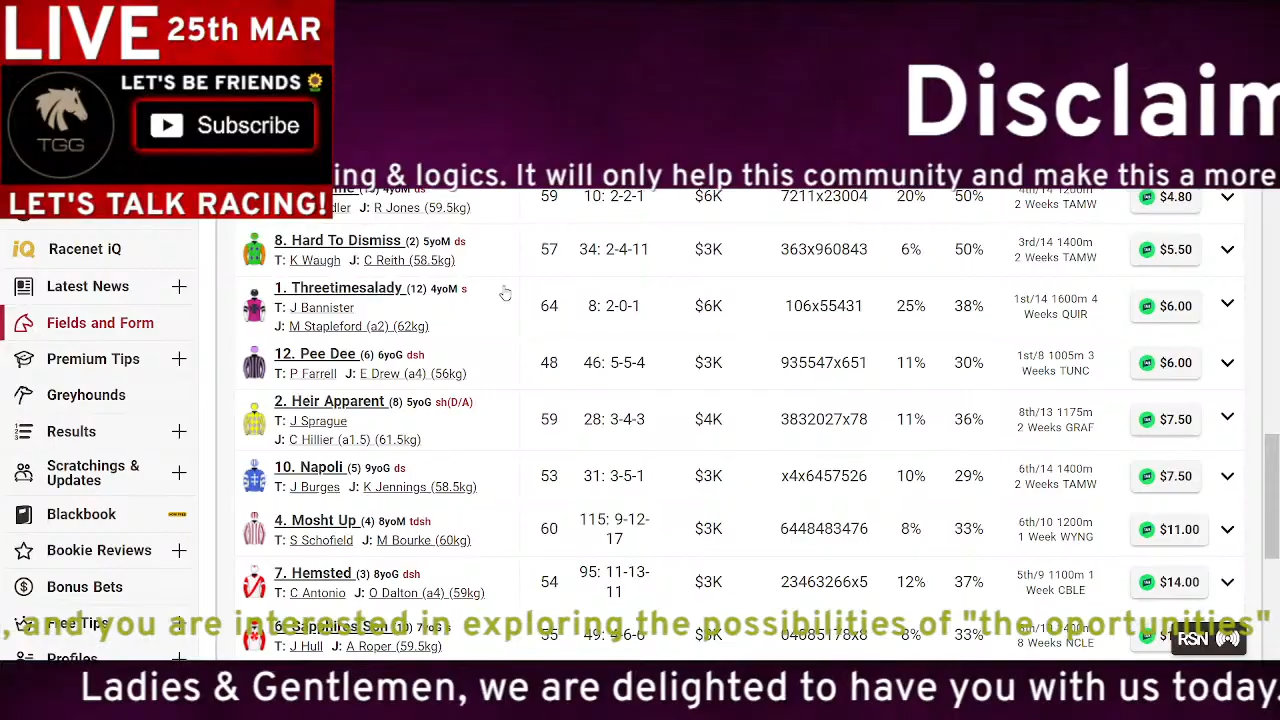 LIVE 25th MAR
LET'S BE FRIENDS
TGG
Subscribe
LET'S TALK RACING!
Disclaim
ing & logics. It will only help this community and make this a more
(59.5kg) 59 10: 2-2-1 $6K 7211x23004 20% 50% $4.80
J: R Jones 2 Weeks TAMW
iQ Racenet iQ
Latest News
Fields and Form
Premium Tips
Greyhounds
Results
Scratchings &
Updates
Blackbook
Bookie Reviews
Bonus Bets
Free Tips
Profiles
8. Hard To Dismiss (2) 5yoM ds
T: K Waugh J: C Reith (58.5kg)
57 34: 2-4-11 $3K 363x960843 6% 50% 3rd/14 1400m
2 Weeks TAMW $5.50
1. Threetimesalady (12) 4yoM s
T: J Bannister
J: M Stapleford (a2) (62kg)
64 8: 2-0-1 $6K 106x55431 25% 38% 1st/14 1600m 4
Weeks QUIR $6.00
12. Pee Dee (6) 6yoG dsh
T: P Farrell J: E Drew (a4) (56kg)
48 46: 5-5-4 $3K 935547x651 11% 30% 1st/8 1005m 3
Weeks TUNC $6.00
2. Heir Apparent (8) 5yoG sh(D/A)
T: J Sprague
J: C Hillier (a1.5) (61.5kg)
59 28: 3-4-3 $4K 3832027x78 11% 36% 8th/13 1175m
2 Weeks GRAF $7.50
10. Napoli (5) 9yoG ds
T: J Burges J: K Jennings (58.5kg)
53 31: 3-5-1 $3K x4x6457526 10% 29% 6th/14 1400m
2 Weeks TAMW $7.50
4. Mosht Up (4) 8yoM tdsh
T: S Schofield J: M Bourke (60kg)
60 115: 9-12-
17 $3K 6448483476 8% 33% 6th/10 1200m
1 Week WYNG $11.00
7. Hemsted (3) 8yoG dsh
T: C Antonio J: O Dalton (a4) (59kg)
54 95: 11-13-
11 $3K 23463266x5 12% 37% 5th/9 1100m 1
Week CBLE $14.00
, and you are interested in exploring the possibilities of "the oportunities"
T: J Hull J: A Roper (59.5kg)
33% 8 Weeks NCLE
RSN
Ladies & Gentlemen, we are delighted to have you with us today.